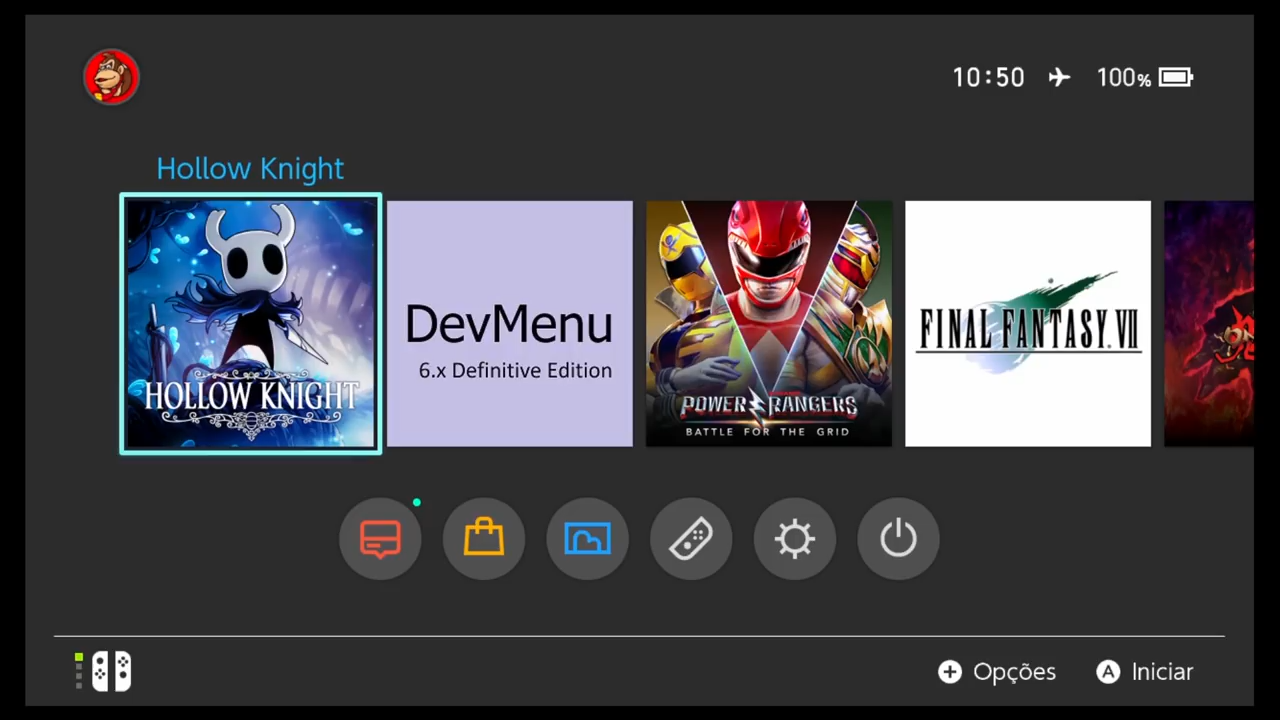 10:50 100%
Hollow Knight
HOLLOW KNIGHT
DevMenu
6.x Definitive Edition
POWER RANGERS
BATTLE FOR THE GRID
FINAL FANTASY VII
Opções
A Iniciar